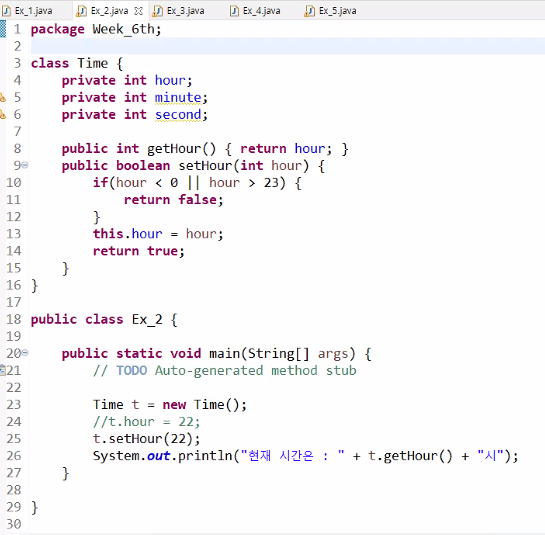 Ex_1.java Ex_2.java Ex_3.java Ex_4.java Ex_5.java
1 package Week_6th;
2
3 class Time {
4     private int hour;
5     private int minute;
6     private int second;
7
8     public int getHour() { return hour; }
9     public boolean setHour(int hour) {
10         if(hour < 0 || hour > 23) {
11             return false;
12         }
13         this.hour = hour;
14         return true;
15     }
16 }
17
18 public class Ex_2 {
19
20     public static void main(String[] args) {
21         // TODO Auto-generated method stub
22
23         Time t = new Time();
24         //t.hour = 22;
25         t.setHour(22);
26         System.out.println("현재 시간은 : " + t.getHour() + "시");
27     }
28
29 }
30